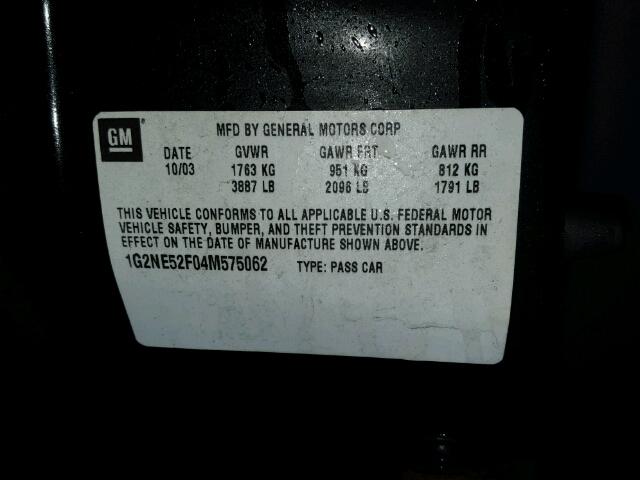 GM
MFD BY GENERAL MOTORS CORP
DATE GVWR GAWR FRT GAWR RR
10/03 1763 KG 951 KG 812 KG
3887 LB 2096 LB 1791 LB
THIS VEHICLE CONFORMS TO ALL APPLICABLE U.S. FEDERAL MOTOR
VEHICLE SAFETY, BUMPER, AND THEFT PREVENTION STANDARDS IN
EFFECT ON THE DATE OF MANUFACTURE SHOWN ABOVE.
1G2NE52F04M575062 TYPE: PASS CAR